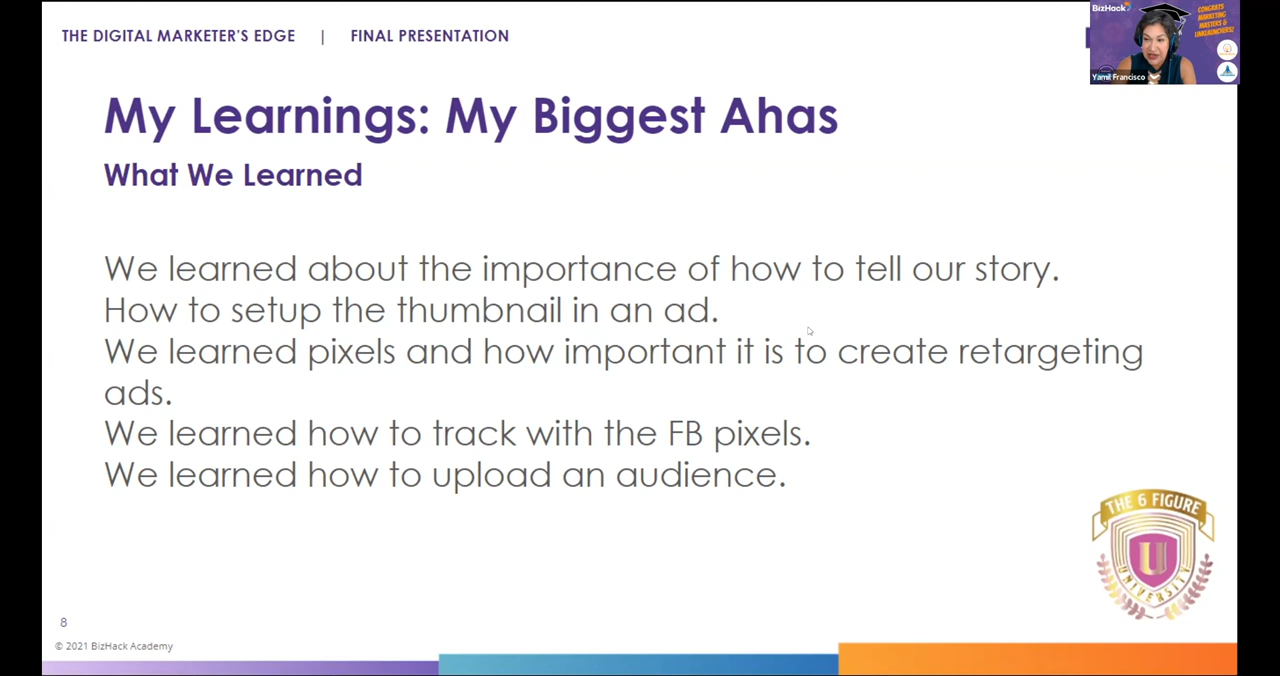 THE DIGITAL MARKETER'S EDGE | FINAL PRESENTATION
BizHack
CONGRATS
MARKETING
MASTERS &
LINKLAUNCHERS!
Yamil Francisco
My Learnings: My Biggest Ahas
What We Learned
We learned about the importance of how to tell our story.
How to setup the thumbnail in an ad.
We learned pixels and how important it is to create retargeting
ads.
We learned how to track with the FB pixels.
We learned how to upload an audience.
THE 6 FIGURE
U
UNIVERSITY
8
© 2021 BizHack Academy